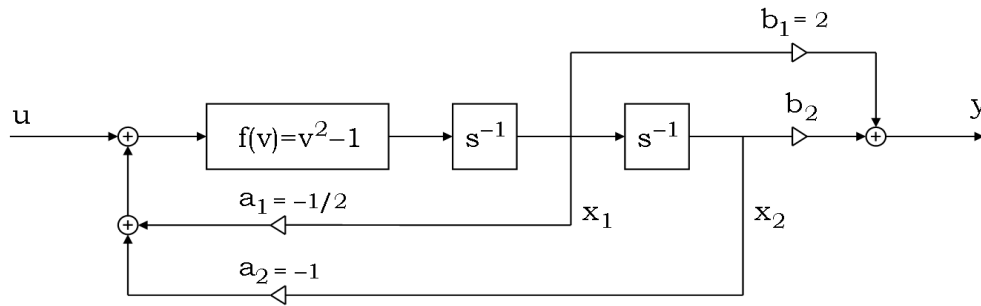 b₁ = 2
u
f(v)=v²−1
s⁻¹
s⁻¹
b₂
y
a₁ = −1/2
x₁
x₂
a₂ = −1